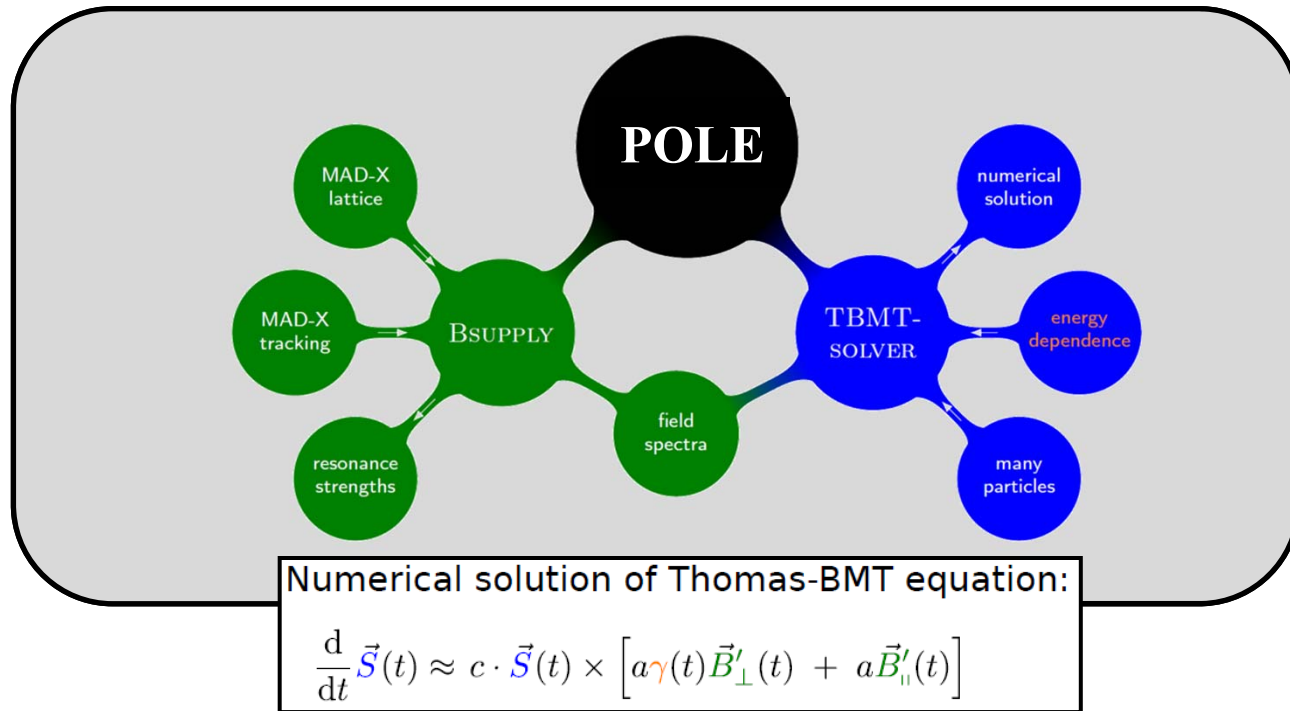 POLE
MAD-X
lattice
MAD-X
tracking
resonance
strengths
BSUPPLY
field
spectra
TBMT-
SOLVER
numerical
solution
energy
dependence
many
particles
Numerical solution of Thomas-BMT equation:
d/dt S⃗(t) ≈ c · S⃗(t) × [aγ(t)B⃗′⊥(t) + aB⃗′∥(t)]